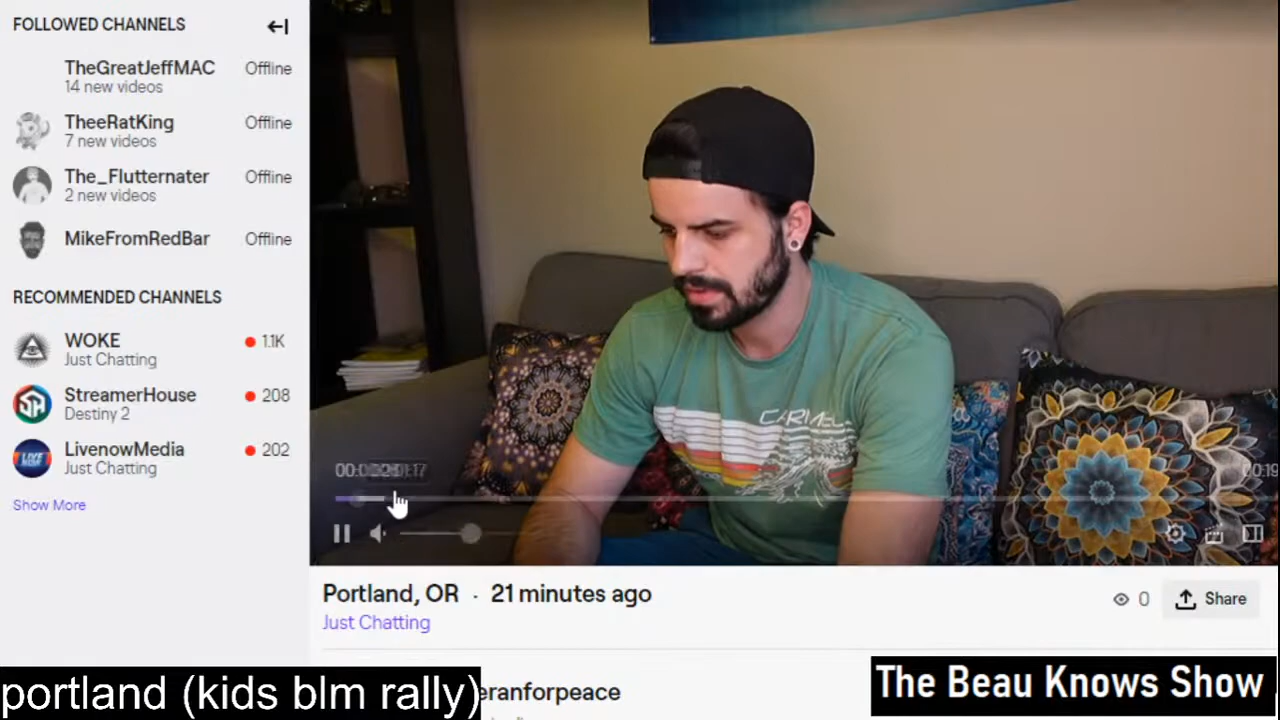 FOLLOWED CHANNELS
TheGreatJeffMAC Offline
14 new videos
TheeRatKing Offline
7 new videos
The_Flutternater Offline
2 new videos
MikeFromRedBar Offline
RECOMMENDED CHANNELS
WOKE 1.1K
Just Chatting
StreamerHouse 208
Destiny 2
LivenowMedia 202
Just Chatting
Show More
CARMEL
Portland, OR · 21 minutes ago
0 Share
Just Chatting
portland (kids blm rally)
eranforpeace
The Beau Knows Show